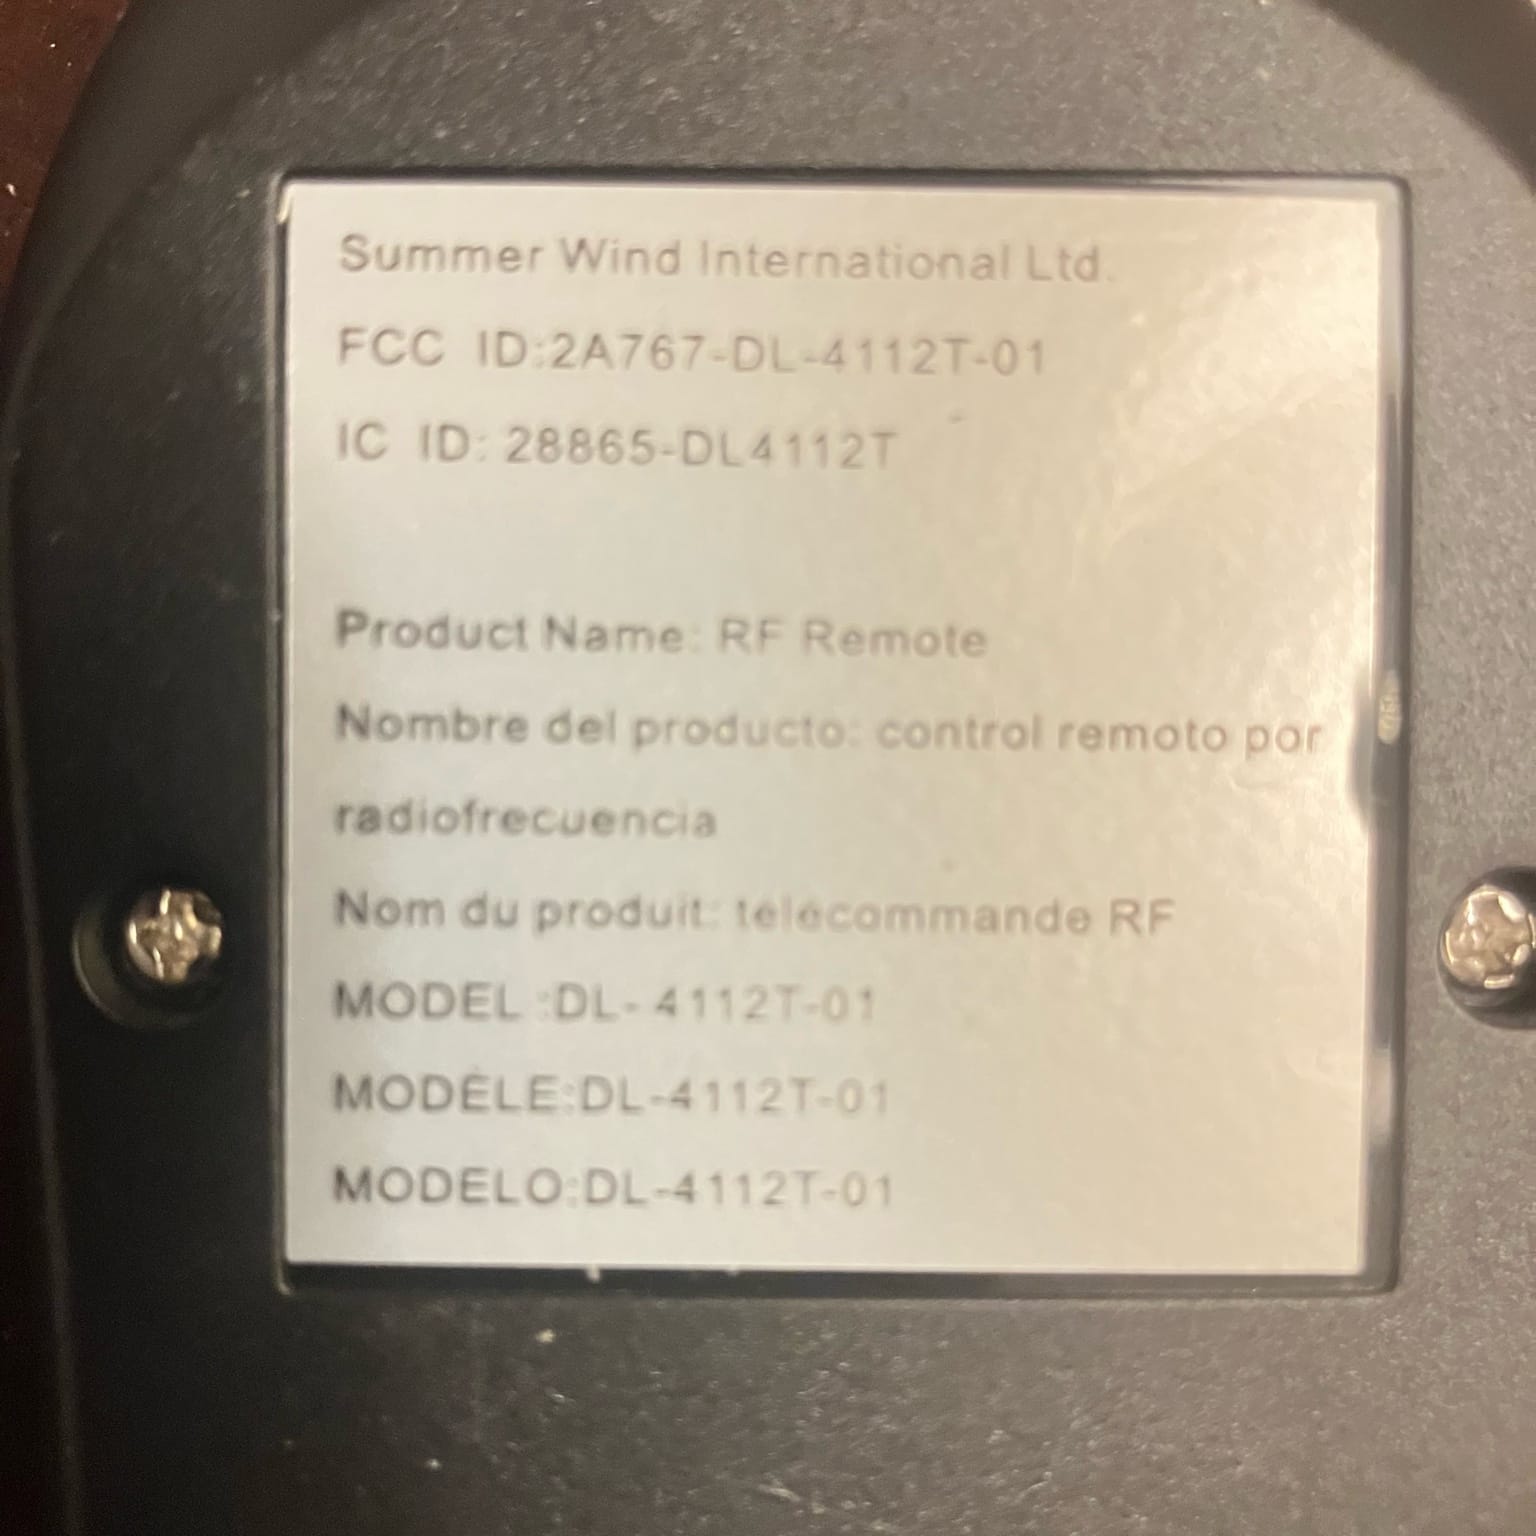 Summer Wind International Ltd.
FCC ID:2A767-DL-4112T-01
IC ID: 28865-DL4112T
Product Name: RF Remote
Nombre del producto: control remoto por
radiofrecuencia
Nom du produit: telecommande RF
MODEL :DL- 4112T-01
MODÈLE:DL-4112T-01
MODELO:DL-4112T-01